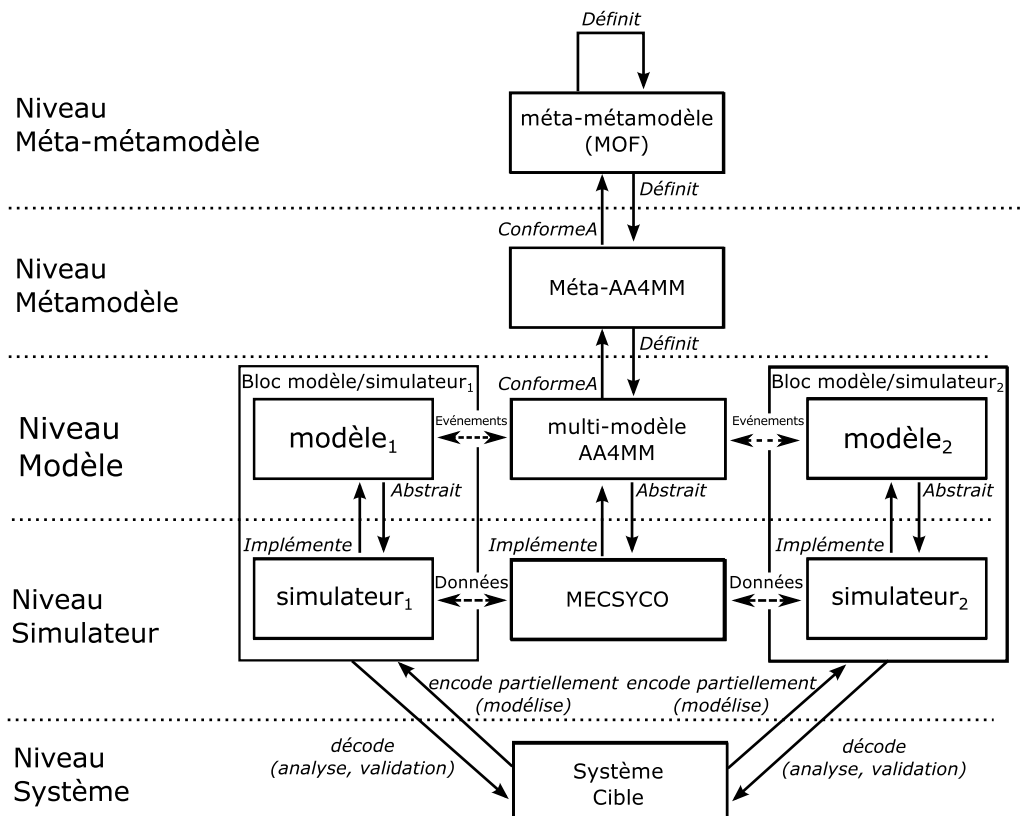 Définit
Niveau
Méta-métamodèle
méta-métamodèle
(MOF)
Définit
ConformeA
Niveau
Métamodèle
Méta-AA4MM
Définit
ConformeA
Bloc modèle/simulateur₁
Bloc modèle/simulateur₂
Niveau
Modèle
modèle₁
Evénements
multi-modèle
AA4MM
Evénements
modèle₂
Abstrait
Abstrait
Abstrait
Implémente
Implémente
Implémente
Niveau
Simulateur
simulateur₁
Données
MECSYCO
Données
simulateur₂
encode partiellement
(modélise)
encode partiellement
(modélise)
décode
(analyse, validation)
décode
(analyse, validation)
Niveau
Système
Système
Cible